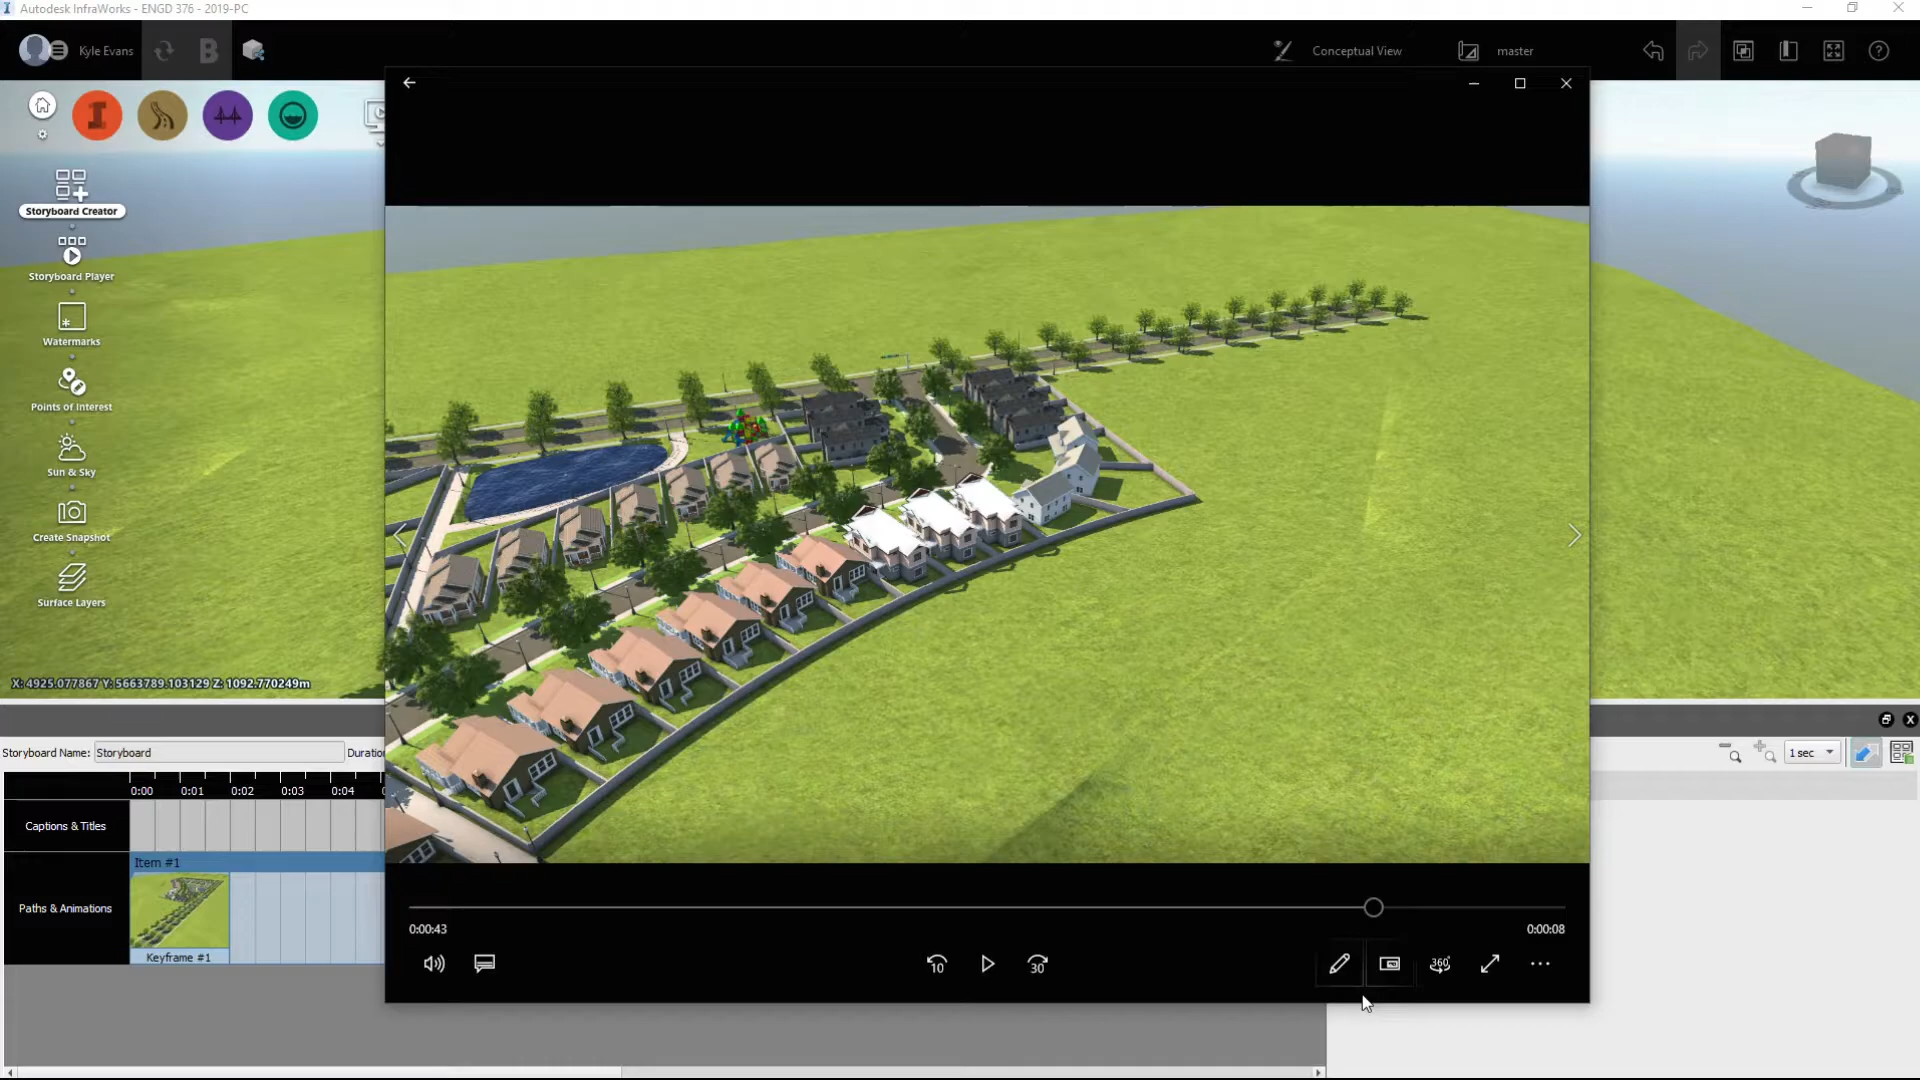 Autodesk InfraWorks - ENGD 376 - 2019-PC
Kyle Evans
B
Conceptual View
master
Storyboard Creator
Storyboard Player
Watermarks
Points of Interest
Sun & Sky
Create Snapshot
Surface Layers
X: 4925.077867 Y: 5663789.103129 Z: 1092.770249m
Storyboard Name: Storyboard Duratio
1 sec
0:00 0:01 0:02 0:03 0:04
Captions & Titles
Item #1
Paths & Animations
Keyframe #1
0:00:43
0:00:08
10
30
360